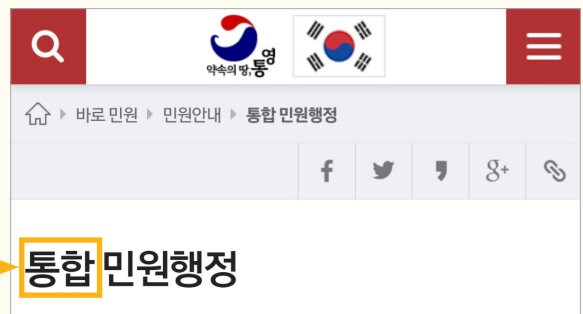 약속의 땅, 통영
바로 민원 민원안내 통합 민원행정
f g+
통합 민원행정